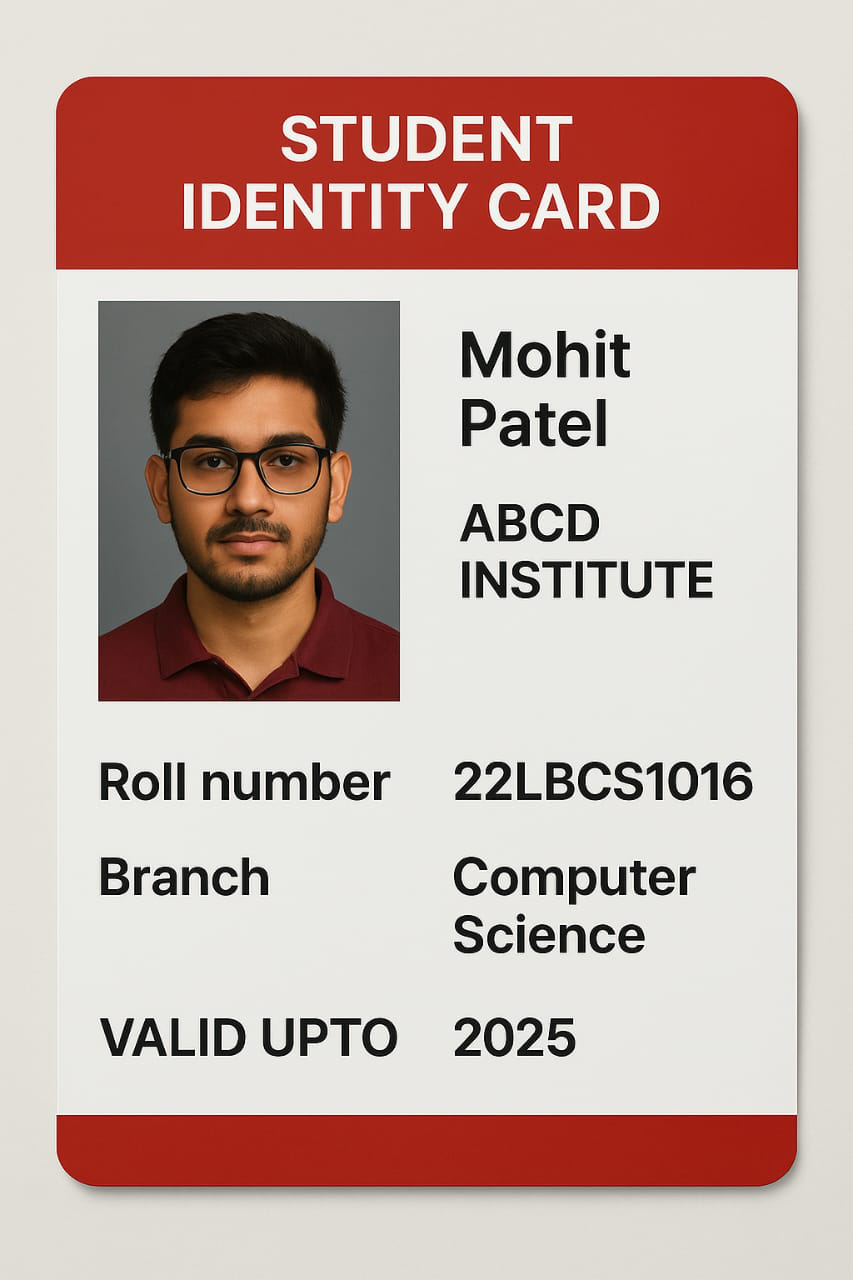 STUDENT
IDENTITY CARD
Mohit
Patel
ABCD
INSTITUTE
Roll number 22LBCS1016
Branch Computer
Science
VALID UPTO 2025